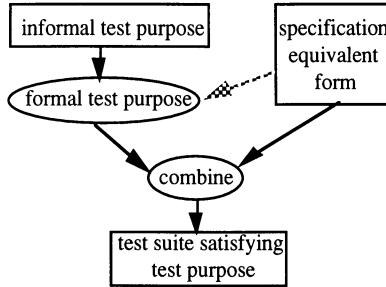 informal test purpose
specification
equivalent
form
formal test purpose
combine
test suite satisfying
test purpose